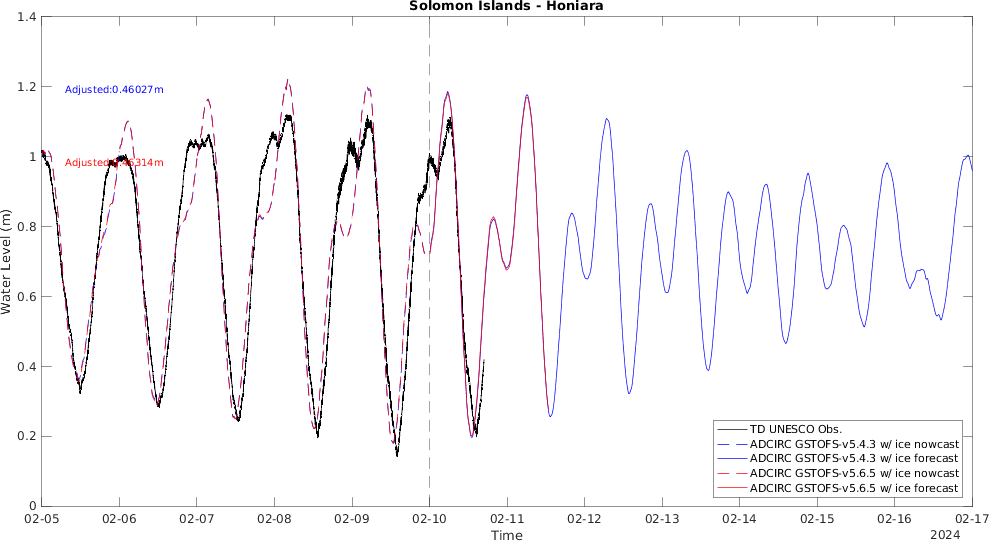 Solomon Islands - Honiara
1.4
1.2
1
0.8
0.6
0.4
0.2
0
Water Level (m)
Adjusted:0.46027m
02-05
02-06
02-07
02-08
02-09
02-10
02-11
02-12
02-13
02-14
02-15
02-16
02-17
Time
2024
TD UNESCO Obs.
ADCIRC GSTOFS-v5.4.3 w/ ice nowcast
ADCIRC GSTOFS-v5.4.3 w/ ice forecast
ADCIRC GSTOFS-v5.6.5 w/ ice nowcast
ADCIRC GSTOFS-v5.6.5 w/ ice forecast